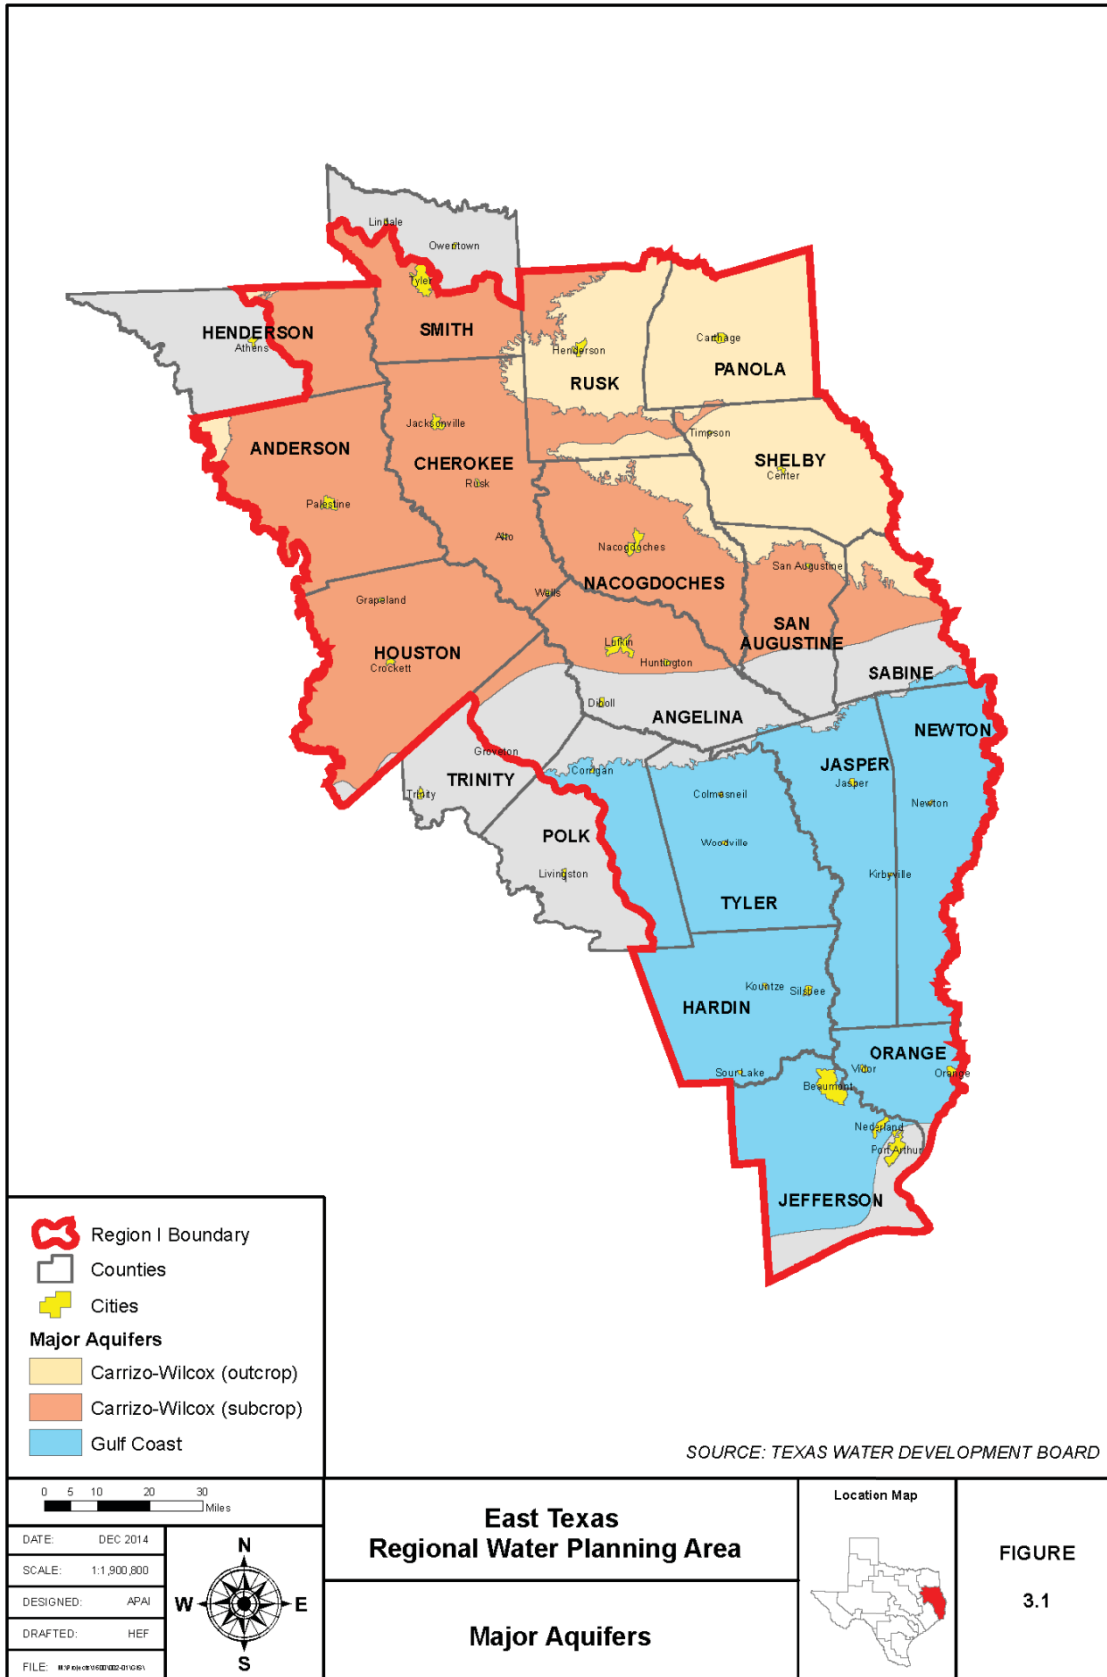 Lindale
Owentown
Tyler
HENDERSON
Athens
SMITH
Henderson
RUSK
Carthage
PANOLA
ANDERSON
Jacksonville
CHEROKEE
Rusk
Timpson
SHELBY
Center
Palestine
Alto
Nacogdoches
NACOGDOCHES
San Augustine
SAN
AUGUSTINE
Grapeland
Wells
HOUSTON
Crockett
Lufkin
Huntington
SABINE
Diboll
ANGELINA
NEWTON
Groveton
TRINITY
Trinity
Corrigan
JASPER
Jasper
Colmesneil
Newton
POLK
Woodville
Livingston
Kirbyville
TYLER
Kountze
Silsbee
HARDIN
ORANGE
Sour Lake
Vidor
Orange
Beaumont
Nederland
Port Arthur
JEFFERSON
Region I Boundary
Counties
Cities
Major Aquifers
Carrizo-Wilcox (outcrop)
Carrizo-Wilcox (subcrop)
Gulf Coast
SOURCE: TEXAS WATER DEVELOPMENT BOARD
0 5 10 20 30
Miles
DATE: DEC 2014
SCALE: 1:1,900,800
DESIGNED: APAI
DRAFTED: HEF
FILE:
N
W E
S
East Texas
Regional Water Planning Area
Major Aquifers
Location Map
FIGURE
3.1